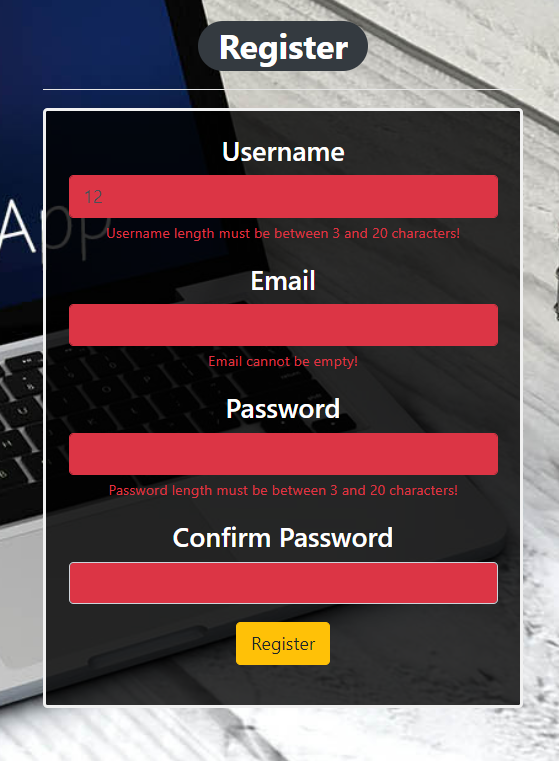 Register
App
Username
12
Username length must be between 3 and 20 characters!
Email
Email cannot be empty!
Password
Password length must be between 3 and 20 characters!
Confirm Password
Register